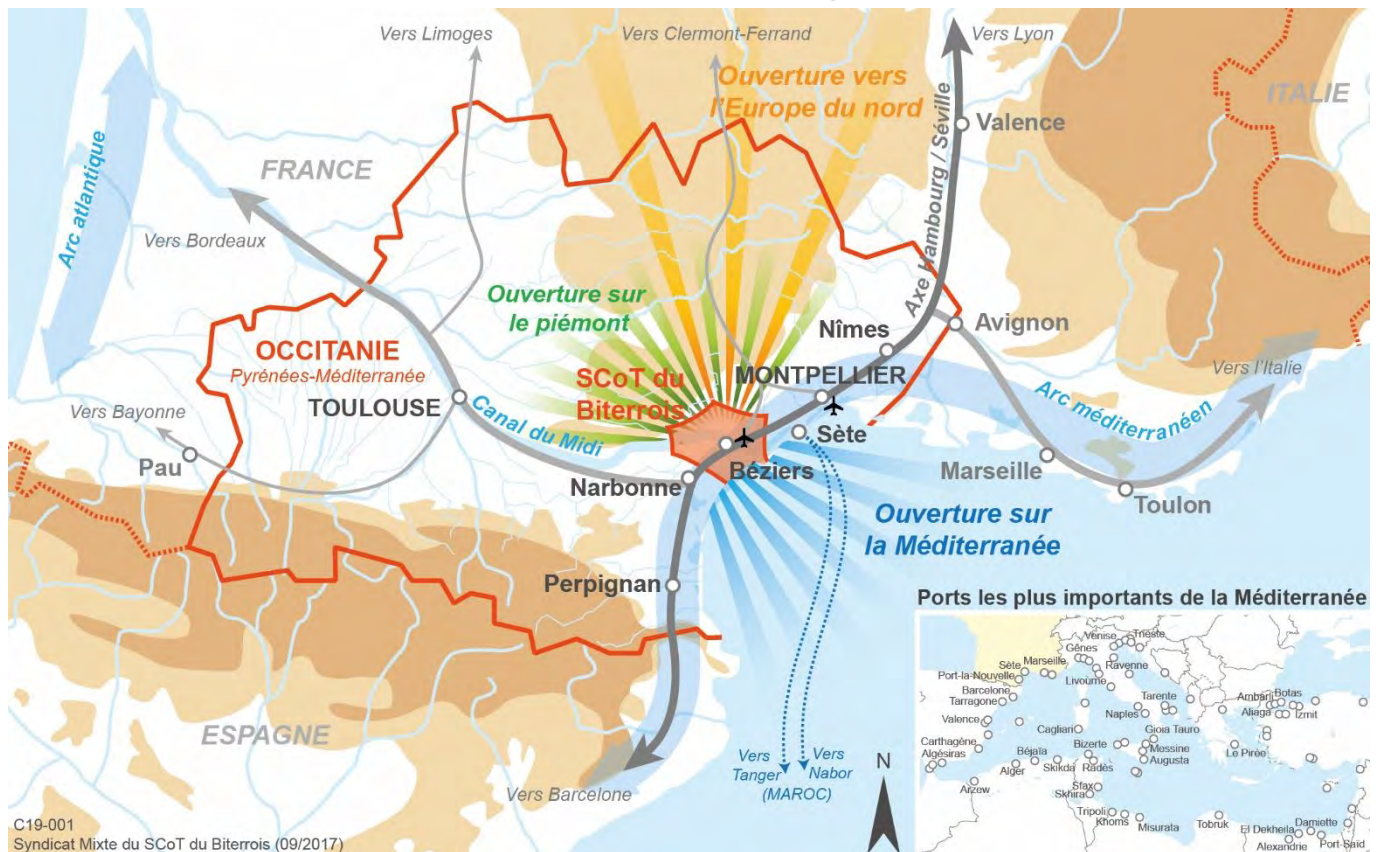 Vers Limoges
Vers Clermont-Ferrand
Vers Lyon
Ouverture vers
l'Europe du nord
ITALIE
Valence
Arc atlantique
FRANCE
Axe Hambourg / Séville
Vers Bordeaux
Ouverture sur
le piémont
Avignon
Nîmes
OCCITANIE
Pyrénées-Méditerranée
SCoT du
Biterrois
MONTPELLIER
Vers l'Italie
TOULOUSE
Canal du Midi
Arc méditerranéen
Vers Bayonne
Sète
Pau
Béziers
Marseille
Narbonne
Toulon
Ouverture sur
la Méditerranée
Perpignan
ESPAGNE
Vers
Tanger
Vers
Nabor
(MAROC)
Vers Barcelone
N
Ports les plus importants de la Méditerranée
Venise
Trieste
Gênes
Sète
Marseille
Ravenne
Port-la-Nouvelle
Livourne
Barcelone
Tarragone
Tarente
Ambarli
Botas
Valence
Naples
Aliaga
Izmit
Cagliari
Gioia Tauro
Carthagène
Bizerte
Messine
Le Pirée
Algésiras
Béjaïa
Augusta
Alger
Skikda
Radès
Arzew
Sfax
Skhira
Tripoli
Khoms
Misurata
Tobruk
El Dekheila
Damiette
Alexandrie
Port-Saïd
C19-001
Syndicat Mixte du SCoT du Biterrois (09/2017)